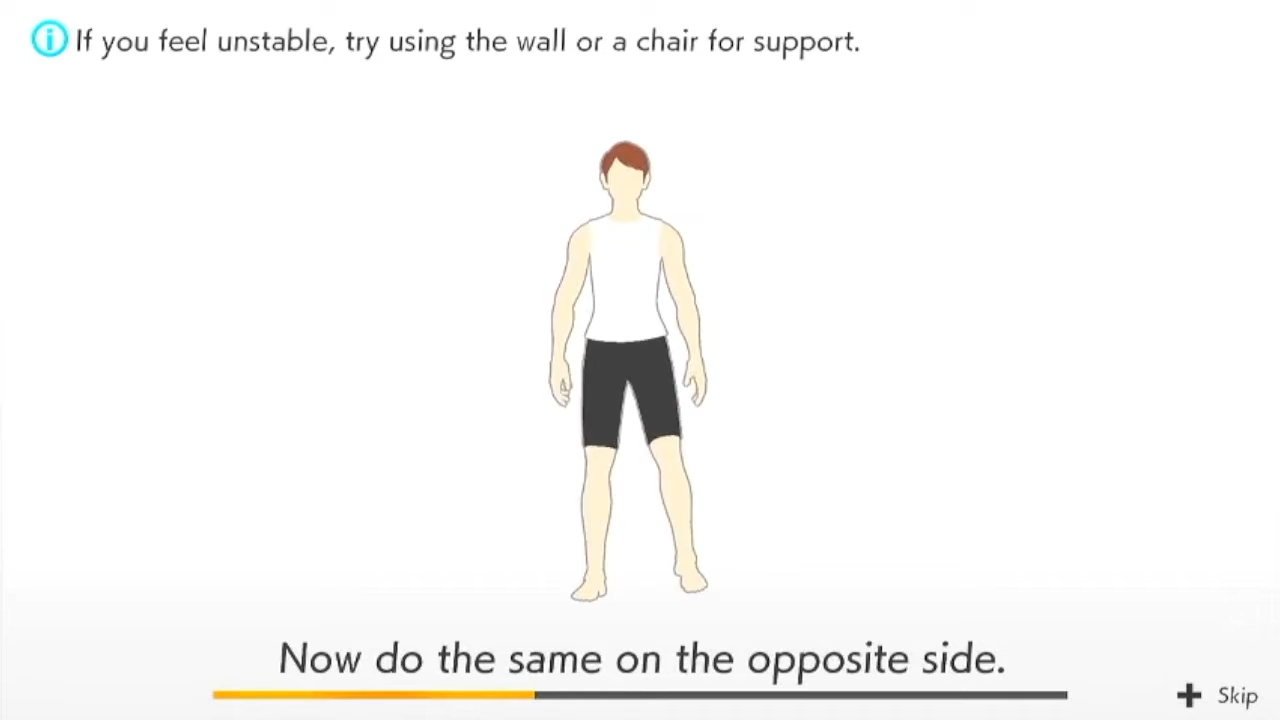 If you feel unstable, try using the wall or a chair for support.
Now do the same on the opposite side.
Skip